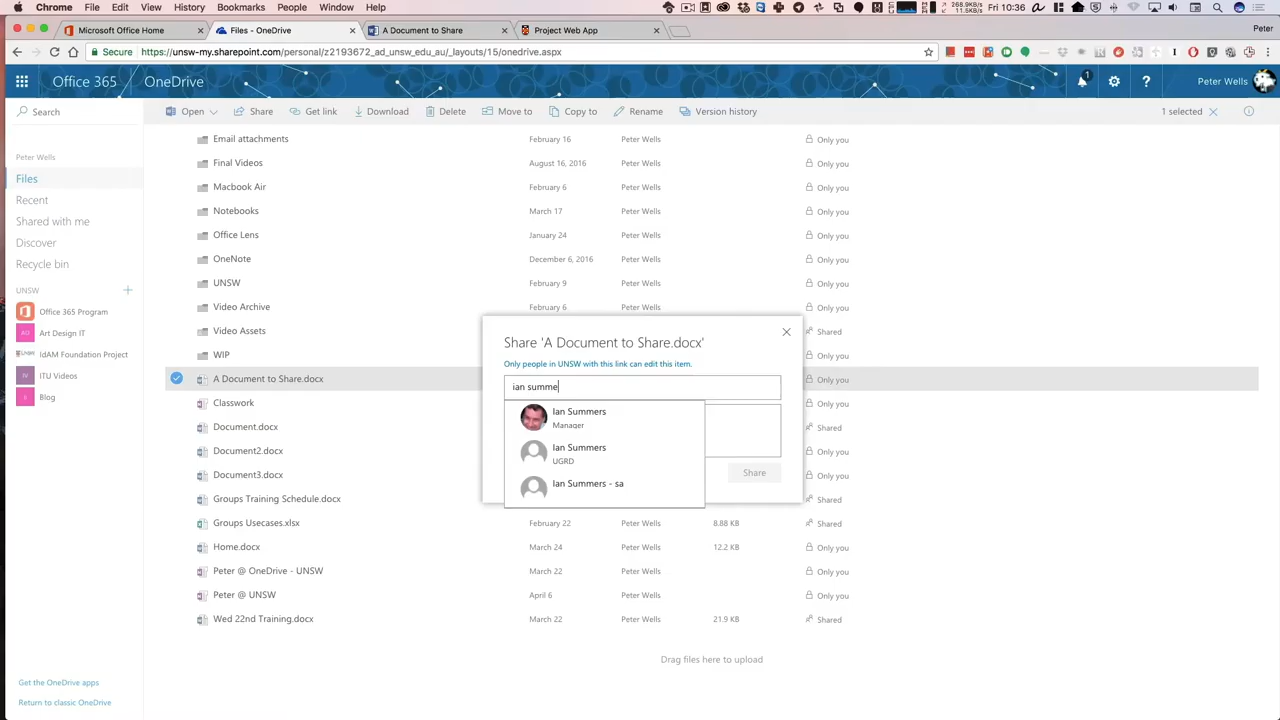 Chrome File Edit View History Bookmarks People Window Help
Fri 10:36
Microsoft Office Home
Files - OneDrive
A Document to Share
Project Web App
Peter
Secure https://unsw-my.sharepoint.com/personal/z2193672_ad_unsw_edu_au/_layouts/15/onedrive.aspx
Office 365 OneDrive
1
Peter Wells
Search
Open Share Get link Download Delete Move to Copy to Rename Version history
1 selected
Peter Wells
Files
Recent
Shared with me
Discover
Recycle bin
UNSW
Office 365 Program
AD Art Design IT
IdAM Foundation Project
IV ITU Videos
Blog
Get the OneDrive apps
Return to classic OneDrive
Email attachments February 16 Peter Wells Only you
Final Videos August 16, 2016 Peter Wells Only you
Macbook Air February 6 Peter Wells Only you
Notebooks March 17 Peter Wells Only you
Office Lens January 24 Peter Wells Only you
OneNote December 6, 2016 Peter Wells Only you
UNSW February 9 Peter Wells Only you
Video Archive February 6 Peter Wells Only you
Video Assets Shared
WIP Only you
A Document to Share.docx Only you
Classwork Only you
Document.docx Shared
Document2.docx Only you
Document3.docx Only you
Groups Training Schedule.docx Shared
Groups Usecases.xlsx February 22 Peter Wells 8.88 KB Shared
Home.docx March 24 Peter Wells 12.2 KB Only you
Peter @ OneDrive - UNSW March 22 Peter Wells Only you
Peter @ UNSW April 6 Peter Wells Only you
Wed 22nd Training.docx March 22 Peter Wells 21.9 KB Shared
Drag files here to upload
Share 'A Document to Share.docx'
Only people in UNSW with this link can edit this item.
ian summe
Ian Summers
Manager
Ian Summers
UGRD
Ian Summers - sa
Share